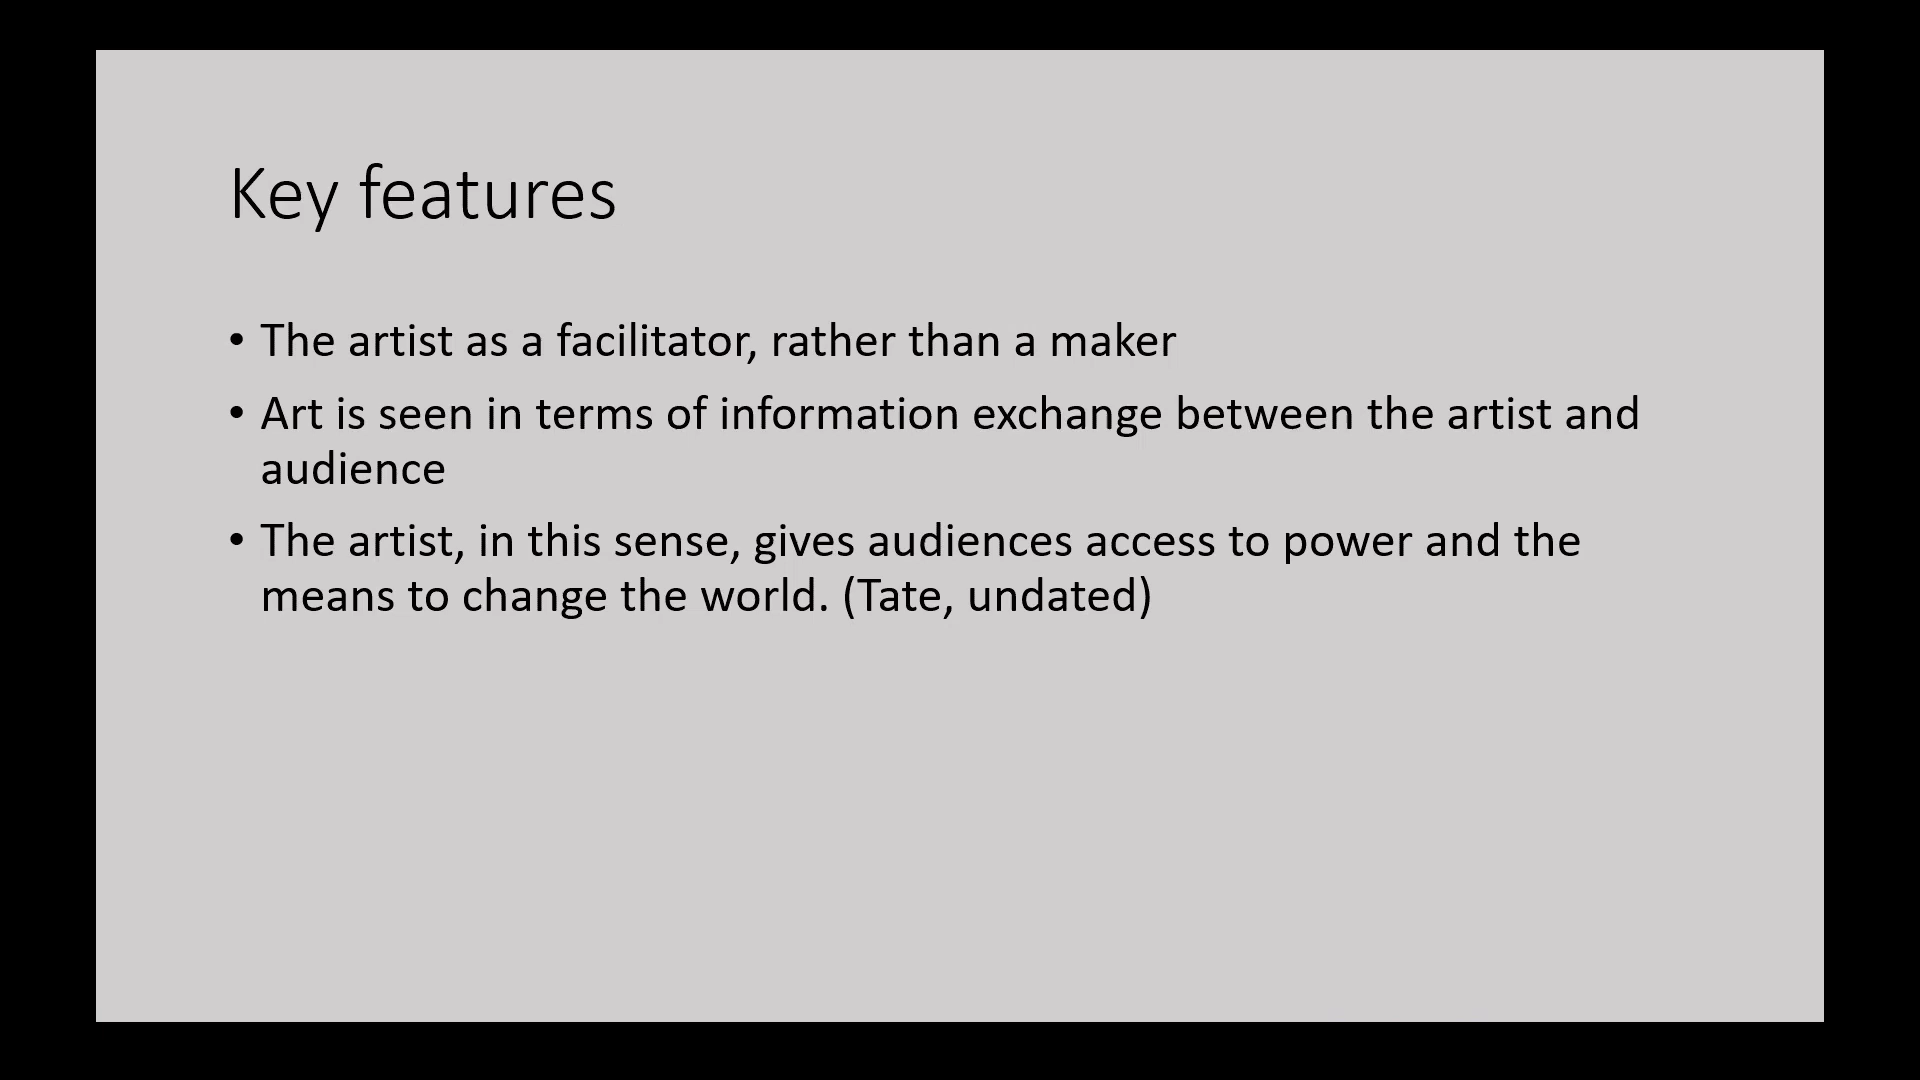 Key features
• The artist as a facilitator, rather than a maker
• Art is seen in terms of information exchange between the artist and
audience
• The artist, in this sense, gives audiences access to power and the
means to change the world. (Tate, undated)